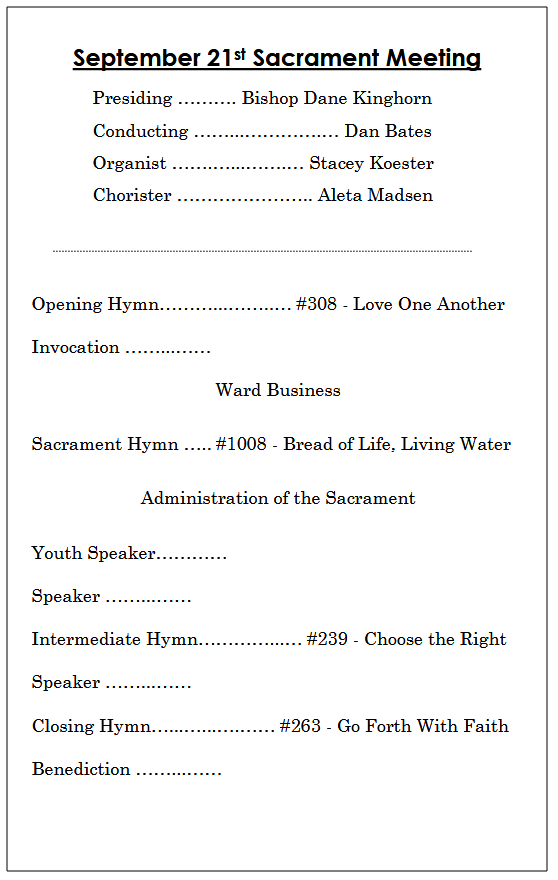 September 21st Sacrament Meeting
Presiding ………. Bishop Dane Kinghorn
Conducting ……..………….… Dan Bates
Organist …………..…….… Stacey Koester
Chorister ………………….. Aleta Madsen
Opening Hymn………..……..… #308 - Love One Another
Invocation ……..……
Ward Business
Sacrament Hymn ….. #1008 - Bread of Life, Living Water
Administration of the Sacrament
Youth Speaker…………
Speaker ……..……
Intermediate Hymn…………..… #239 - Choose the Right
Speaker ……..……
Closing Hymn…..…..….…… #263 - Go Forth With Faith
Benediction ……..……